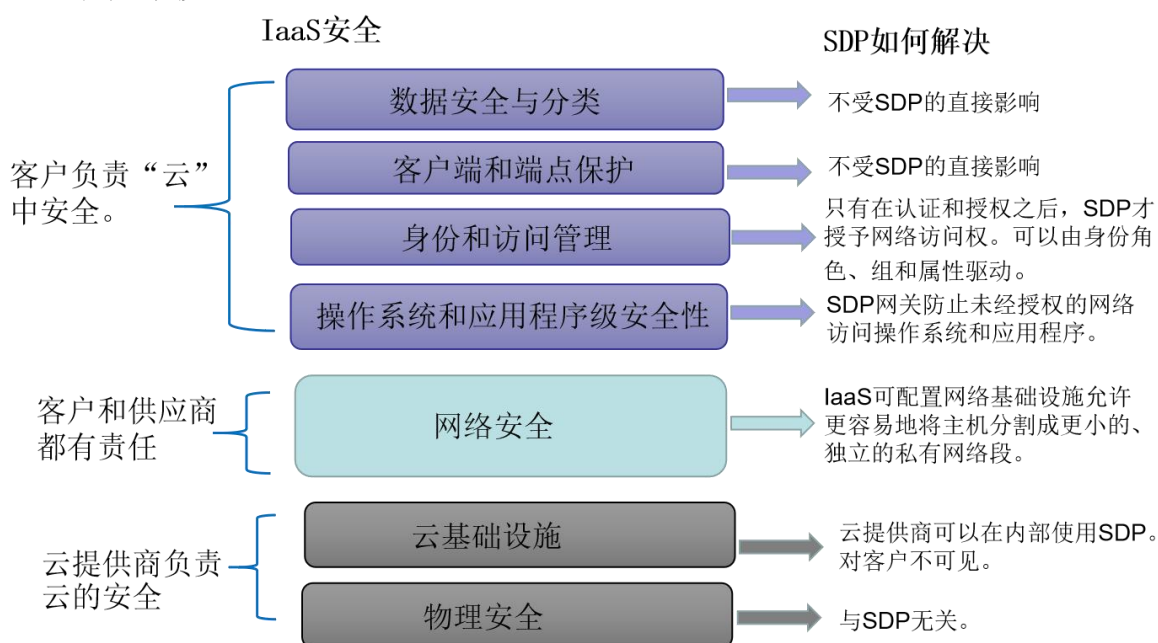 IaaS安全
SDP如何解决
数据安全与分类
不受SDP的直接影响
客户负责“云”
中安全。
客户端和端点保护
不受SDP的直接影响
身份和访问管理
只有在认证和授权之后，SDP才
授予网络访问权。可以由身份角
色、组和属性驱动。
操作系统和应用程序级安全性
SDP网关防止未经授权的网络
访问操作系统和应用程序。
客户和供应商
都有责任
网络安全
IaaS可配置网络基础设施允许
更容易地将主机分割成更小的、
独立的私有网络段。
云提供商负责
云的安全
云基础设施
云提供商可以在内部使用SDP。
对客户不可见。
物理安全
与SDP无关。